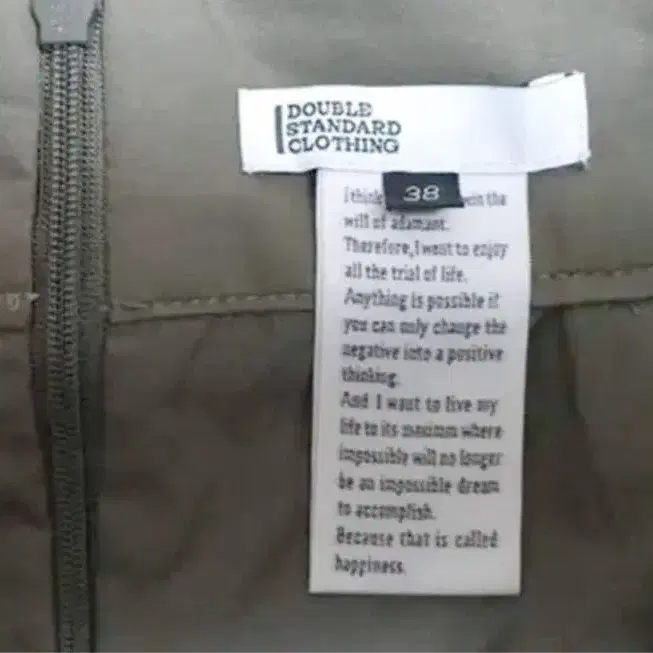 DOUBLE
STANDARD
CLOTHING
38
I think the
will of adamant.
Therefore, I want to enjoy
all the trial of life.
Anything is possible if
you can only change the
negative into a positive
thinking.
And I want to live my
life to its maximum where
impossible will no longer
be an impossible dream
to accomplish.
Because that is called
happiness.